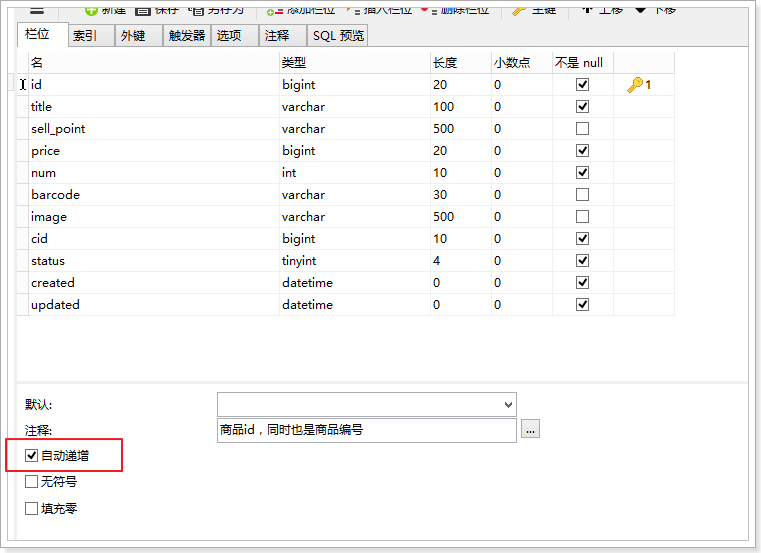 新建 保存 另存为 添加栏位 插入栏位 删除栏位 主键 上移 下移
栏位 索引 外键 触发器 选项 注释 SQL 预览
名 类型 长度 小数点 不是 null
id bigint 20 0 1
title varchar 100 0
sell_point varchar 500 0
price bigint 20 0
num int 10 0
barcode varchar 30 0
image varchar 500 0
cid bigint 10 0
status tinyint 4 0
created datetime 0 0
updated datetime 0 0
默认:
注释: 商品id，同时也是商品编号 ...
自动递增
无符号
填充零